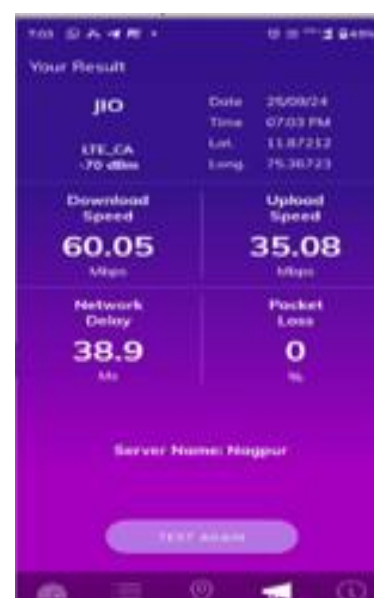 7:03
Your Result
JIO
LTE_CA
-70 dBm
Date 25/09/24
Time 07:03 PM
Lat. 11.87212
Long. 75.36723
Download Speed
60.05
Mbps
Upload Speed
35.08
Mbps
Network Delay
38.9
Ms
Packet Loss
0
%
Server Name: Nagpur
TEST AGAIN